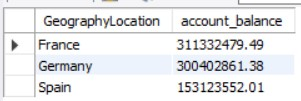 GeographyLocation account_balance
France 311332479.49
Germany 300402861.38
Spain 153123552.01